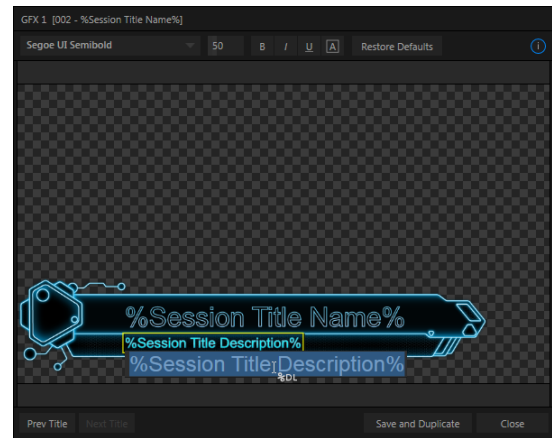 GFX 1 [002 - %Session Title Name%]
Segoe UI Semibold 50 B I U A Restore Defaults i
%Session Title Name%
%Session Title Description%
%Session Title Description%
%DL
Prev Title Next Title Save and Duplicate Close